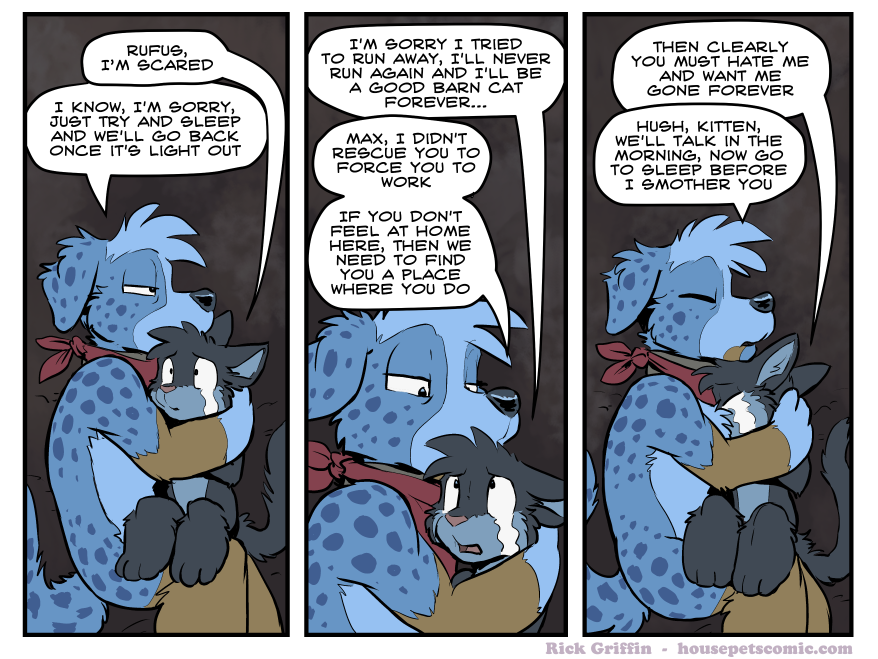 RUFUS,
I'M SCARED
I KNOW, I'M SORRY,
JUST TRY AND SLEEP
AND WE'LL GO BACK
ONCE IT'S LIGHT OUT
I'M SORRY I TRIED
TO RUN AWAY, I'LL NEVER
RUN AGAIN AND I'LL BE
A GOOD BARN CAT
FOREVER...
MAX, I DIDN'T
RESCUE YOU TO
FORCE YOU TO
WORK
IF YOU DON'T
FEEL AT HOME
HERE, THEN WE
NEED TO FIND
YOU A PLACE
WHERE YOU DO
THEN CLEARLY
YOU MUST HATE ME
AND WANT ME
GONE FOREVER
HUSH, KITTEN,
WE'LL TALK IN THE
MORNING, NOW GO
TO SLEEP BEFORE
I SMOTHER YOU
Rick Griffin - housepetscomic.com